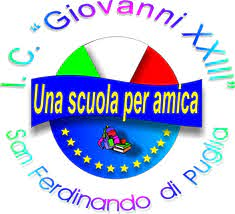 I. C. "Giovanni XXIII"
Una scuola per amica
San Ferdinando di Puglia